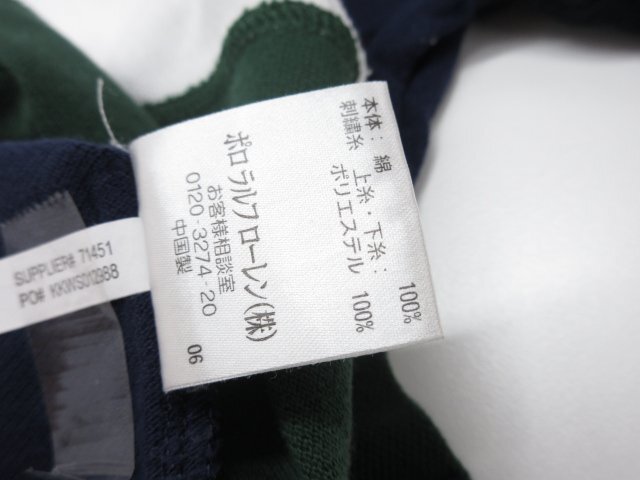 本体: 綿 100%
刺繍糸 上糸・下糸:
ポリエステル 100%
ポロ ラルフ ローレン(株)
お客様相談室
0120-3274-20
中国製
06
SUPPLIER# 71451
PO# KKWS010988